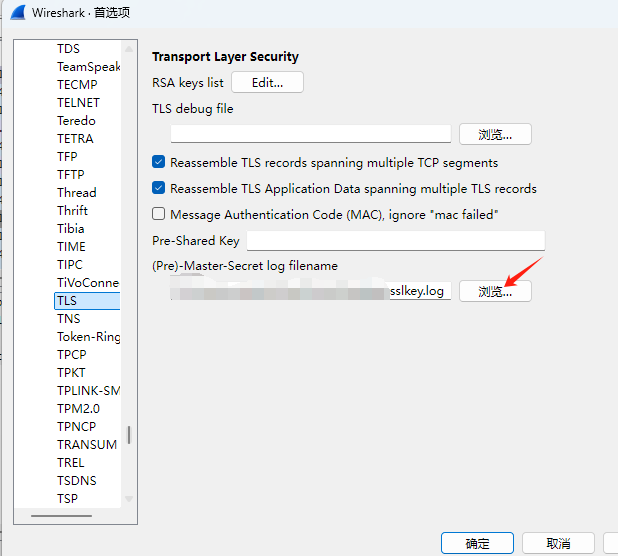 Wireshark · 首选项
TDS
TeamSpeak
TECMP
TELNET
Teredo
TETRA
TFP
TFTP
Thread
Thrift
Tibia
TIME
TIPC
TiVoConne
TLS
TNS
Token-Ring
TPCP
TPKT
TPLINK-SM
TPM2.0
TPNCP
TRANSUM
TREL
TSDNS
TSP
Transport Layer Security
RSA keys list Edit...
TLS debug file
浏览...
Reassemble TLS records spanning multiple TCP segments
Reassemble TLS Application Data spanning multiple TLS records
Message Authentication Code (MAC), ignore "mac failed"
Pre-Shared Key
(Pre)-Master-Secret log filename
sslkey.log 浏览...
确定 取消